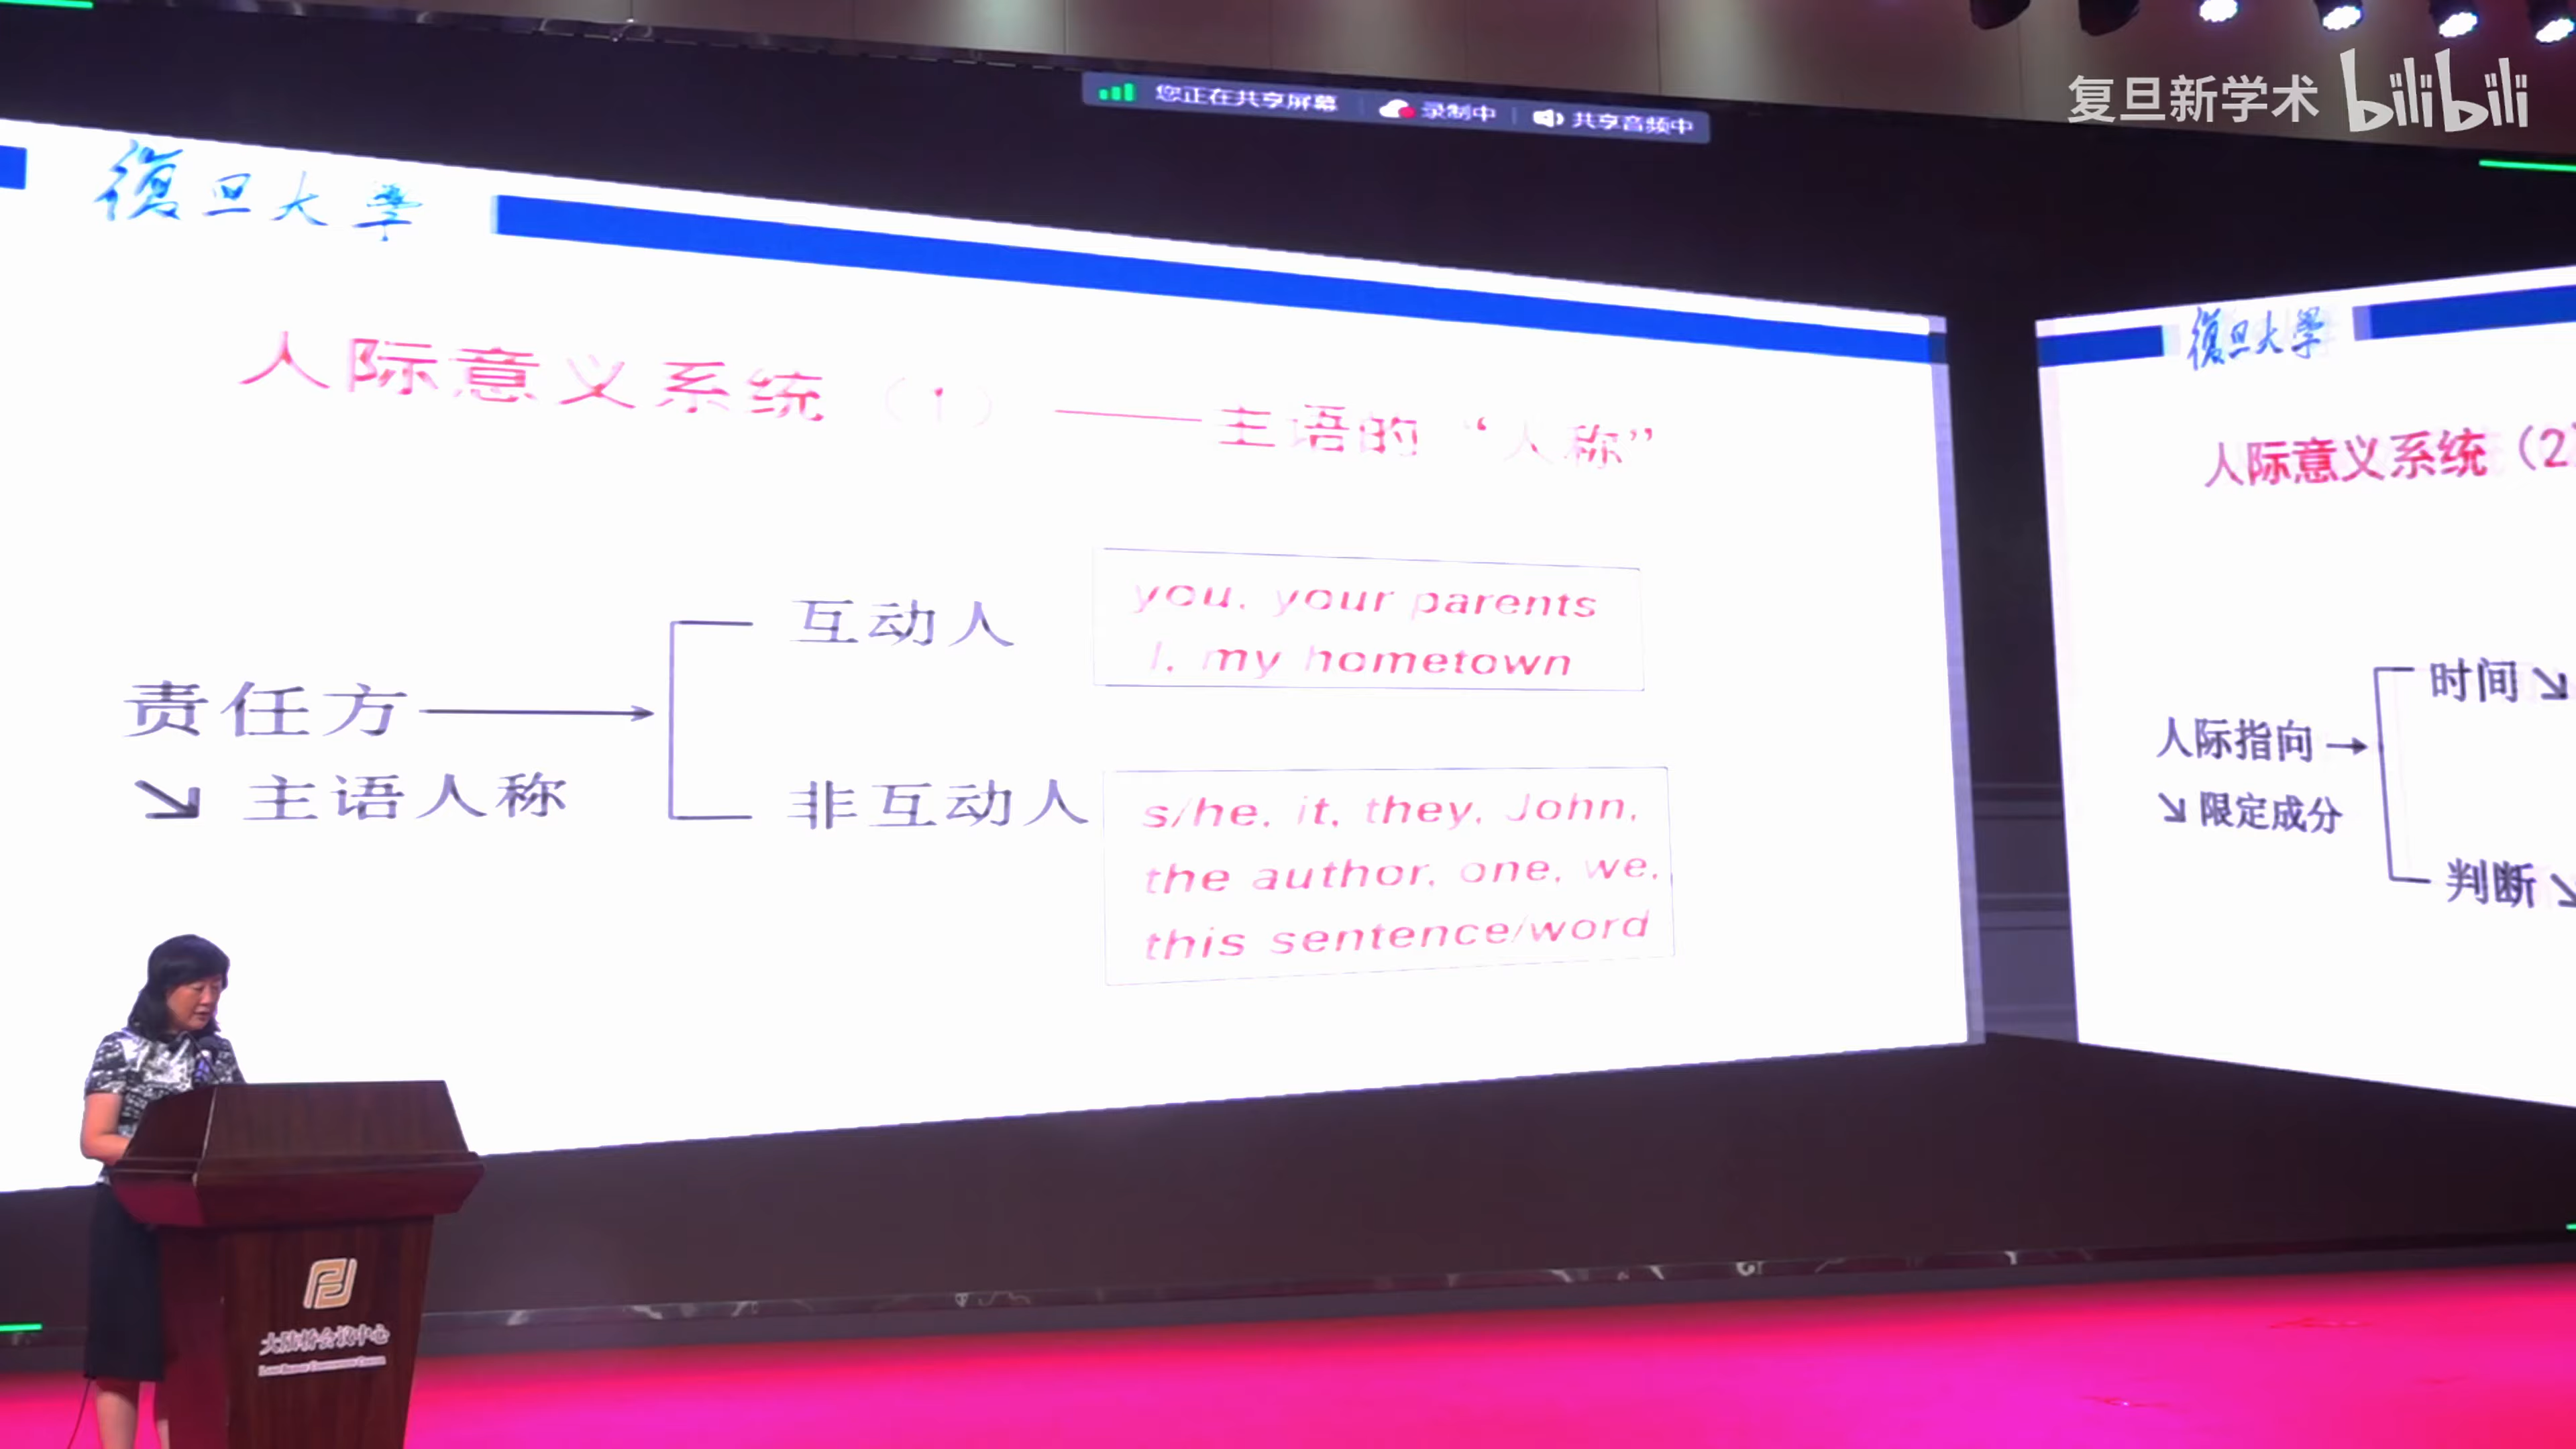 您正在共享屏幕 录制中 共享音频中
复旦新学术 bilibili
復旦大學
人际意义系统（1）——主语的“人称”
互动人
you, your parents
I, my hometown
责任方
↘ 主语人称
非互动人
s/he, it, they, John,
the author, one, we,
this sentence/word
復旦大學
人际意义系统（2）
时间 ↘
人际指向
↘ 限定成分
判断 ↘
大陆桥会议中心